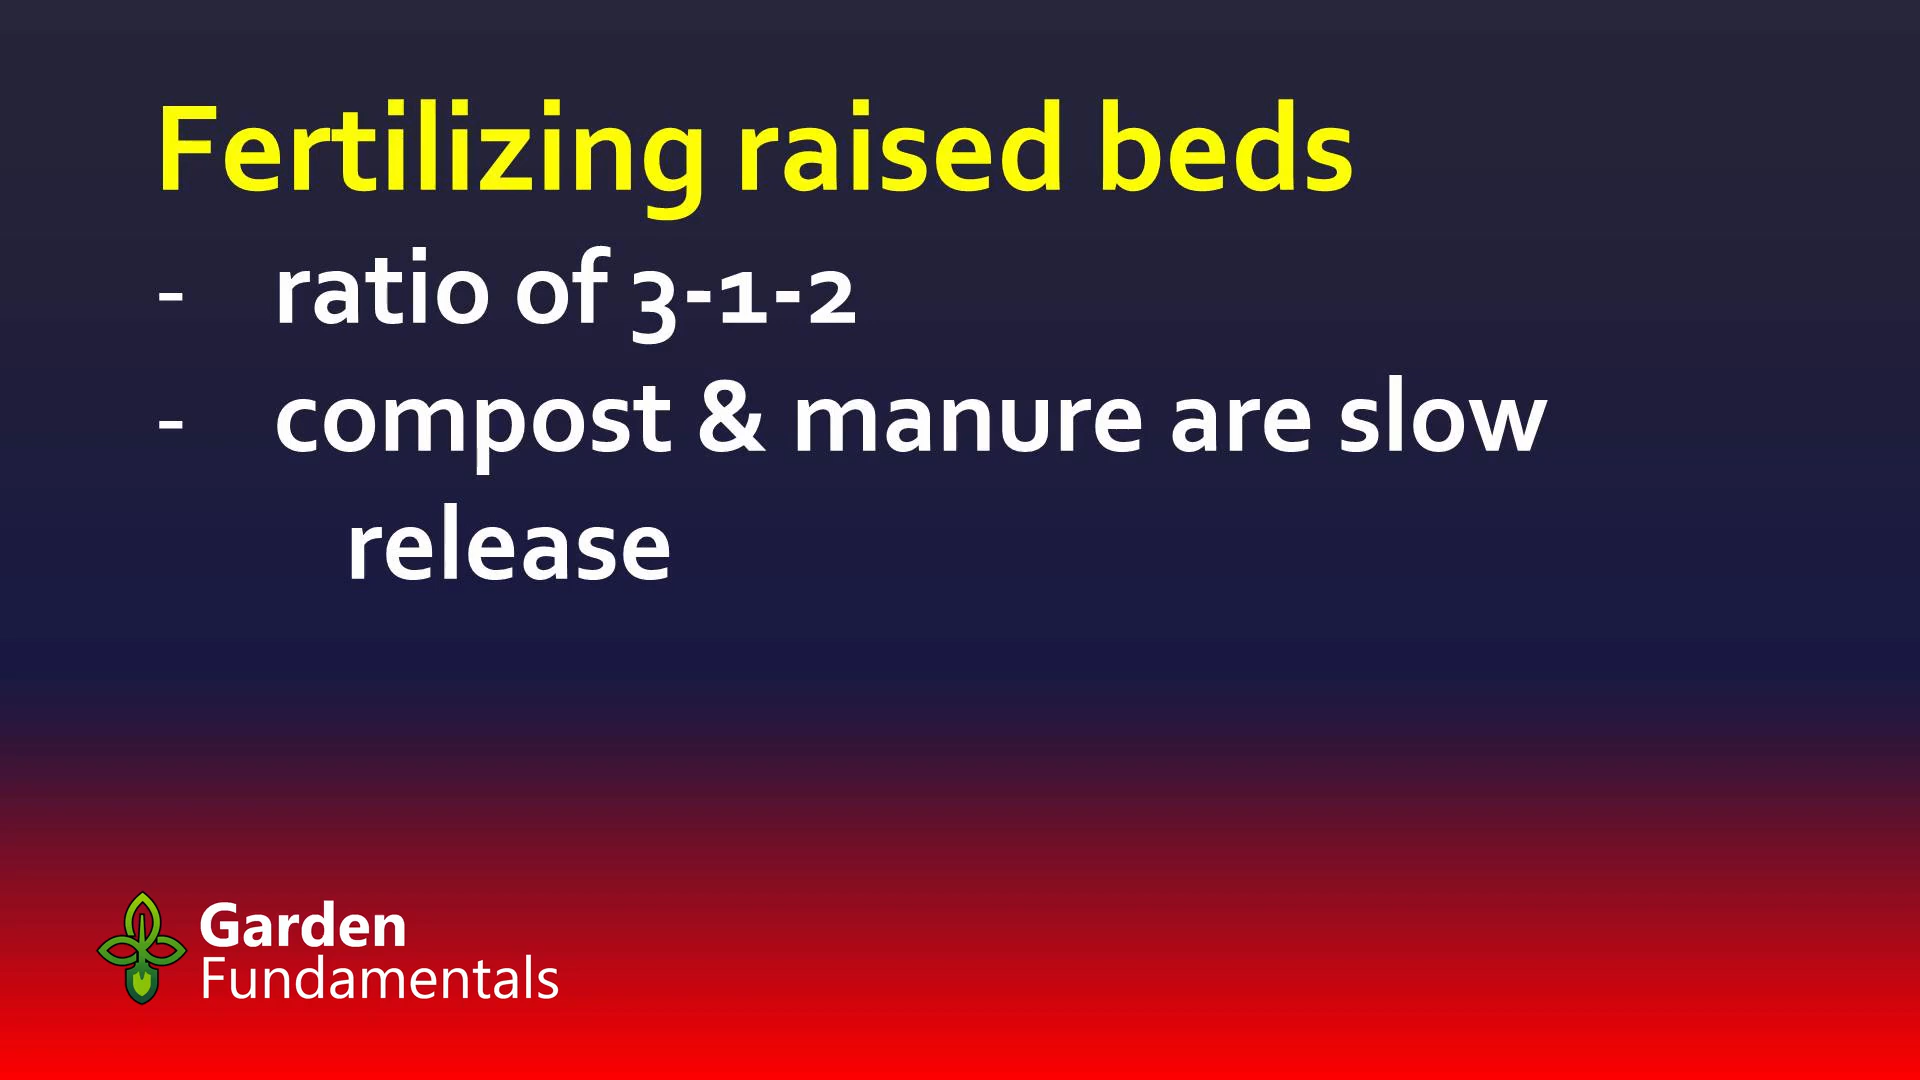 Fertilizing raised beds
- ratio of 3-1-2
- compost & manure are slow
release
Garden
Fundamentals